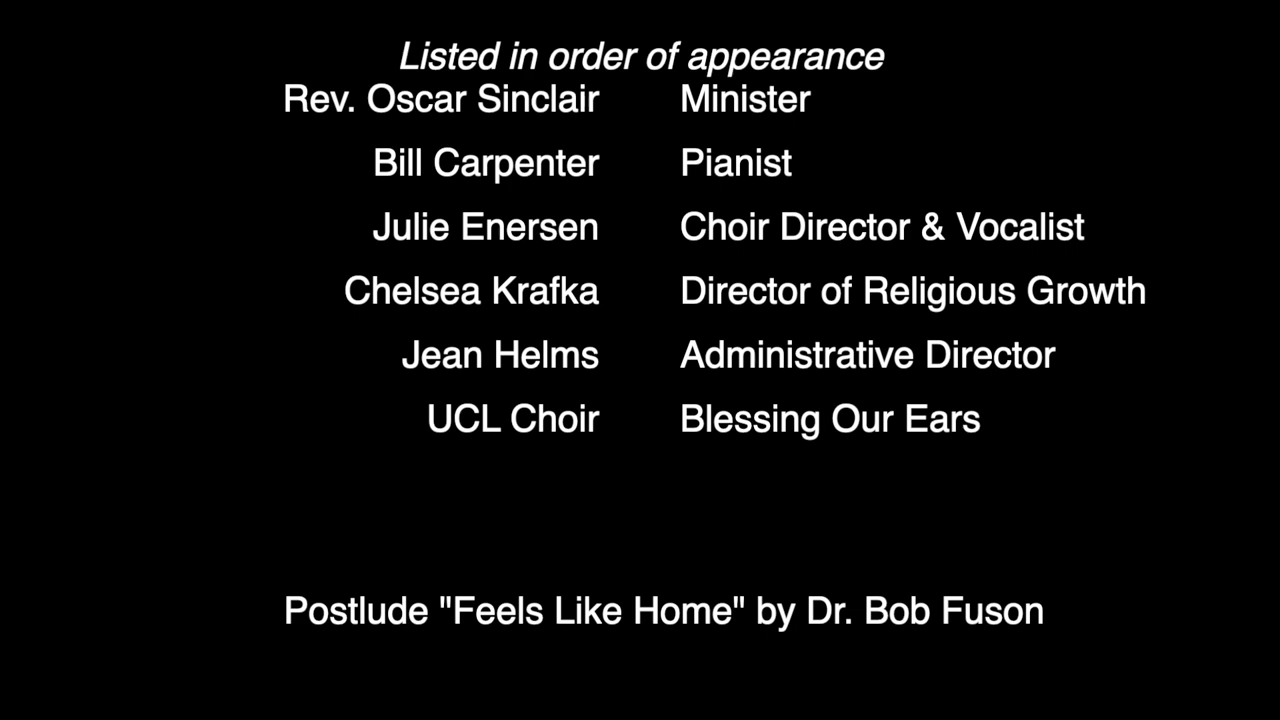 Listed in order of appearance
Rev. Oscar Sinclair Minister
Bill Carpenter Pianist
Julie Enersen Choir Director & Vocalist
Chelsea Krafka Director of Religious Growth
Jean Helms Administrative Director
UCL Choir Blessing Our Ears
Postlude "Feels Like Home" by Dr. Bob Fuson